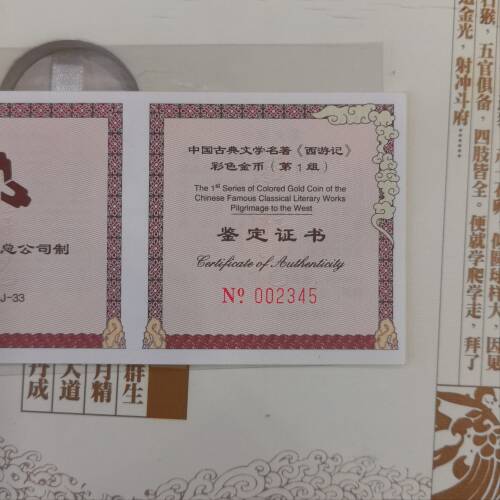 中国古典文学名著《西游记》
彩色金币（第1组）
The 1st Series of Colored Gold Coin of the
Chinese Famous Classical Literary Works
Pilgrimage to the West
鉴定证书
Certificate of Authenticity
Nº 002345
总公司制
J-33
石猴，五官俱备，四肢皆全。便就学爬学走，拜了
金光，射冲斗府……
群生
月精
大道
丹成